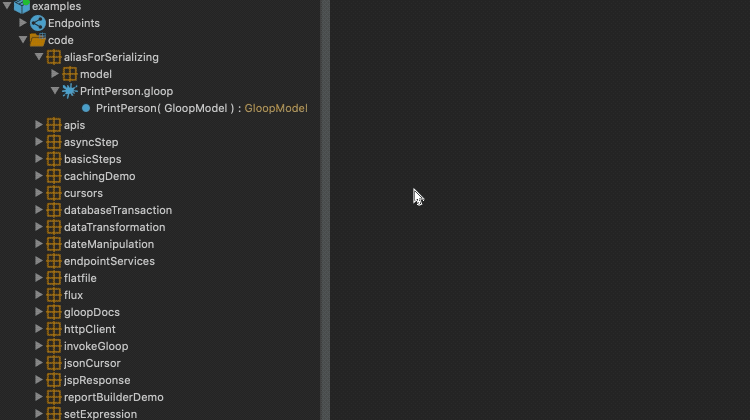 examples
Endpoints
code
aliasForSerializing
model
PrintPerson.gloop
PrintPerson( GloopModel ) : GloopModel
apis
asyncStep
basicSteps
cachingDemo
cursors
databaseTransaction
dataTransformation
dateManipulation
endpointServices
flatfile
flux
gloopDocs
httpClient
invokeGloop
jsonCursor
jspResponse
reportBuilderDemo
setExpression